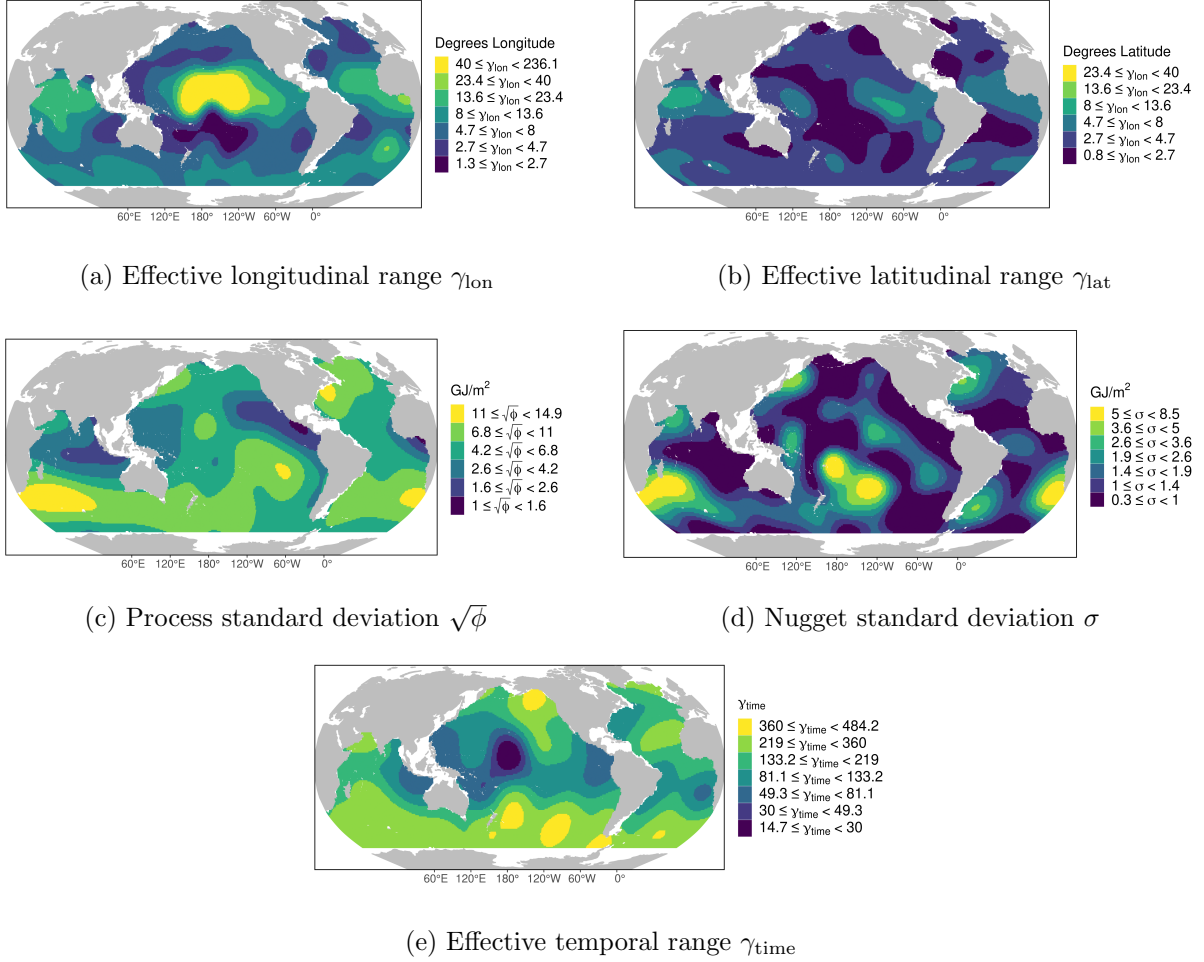 Degrees Longitude
40 ≤ γlon < 236.1
23.4 ≤ γlon < 40
13.6 ≤ γlon < 23.4
8 ≤ γlon < 13.6
4.7 ≤ γlon < 8
2.7 ≤ γlon < 4.7
1.3 ≤ γlon < 2.7
60°E 120°E 180° 120°W 60°W 0°
(a) Effective longitudinal range γlon
Degrees Latitude
23.4 ≤ γlon < 40
13.6 ≤ γlon < 23.4
8 ≤ γlon < 13.6
4.7 ≤ γlon < 8
2.7 ≤ γlon < 4.7
0.8 ≤ γlon < 2.7
60°E 120°E 180° 120°W 60°W 0°
(b) Effective latitudinal range γlat
GJ/m²
11 ≤ √ϕ < 14.9
6.8 ≤ √ϕ < 11
4.2 ≤ √ϕ < 6.8
2.6 ≤ √ϕ < 4.2
1.6 ≤ √ϕ < 2.6
1 ≤ √ϕ < 1.6
60°E 120°E 180° 120°W 60°W 0°
(c) Process standard deviation √ϕ
GJ/m²
5 ≤ σ < 8.5
3.6 ≤ σ < 5
2.6 ≤ σ < 3.6
1.9 ≤ σ < 2.6
1.4 ≤ σ < 1.9
1 ≤ σ < 1.4
0.3 ≤ σ < 1
60°E 120°E 180° 120°W 60°W 0°
(d) Nugget standard deviation σ
γtime
360 ≤ γtime < 484.2
219 ≤ γtime < 360
133.2 ≤ γtime < 219
81.1 ≤ γtime < 133.2
49.3 ≤ γtime < 81.1
30 ≤ γtime < 49.3
14.7 ≤ γtime < 30
60°E 120°E 180° 120°W 60°W 0°
(e) Effective temporal range γtime